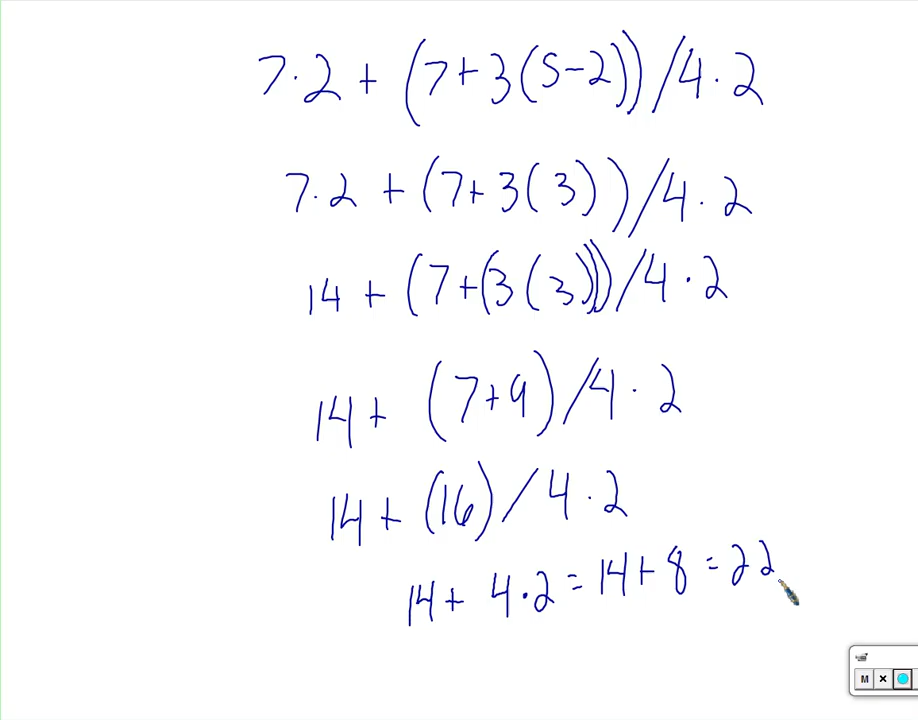 7·2 + (7+3(5-2))/4·2
7·2 + (7+3(3))/4·2
14 + (7+(3(3)))/4·2
14 + (7+9)/4·2
14 + (16)/4·2
14 + 4·2 = 14+8 = 22
M ×